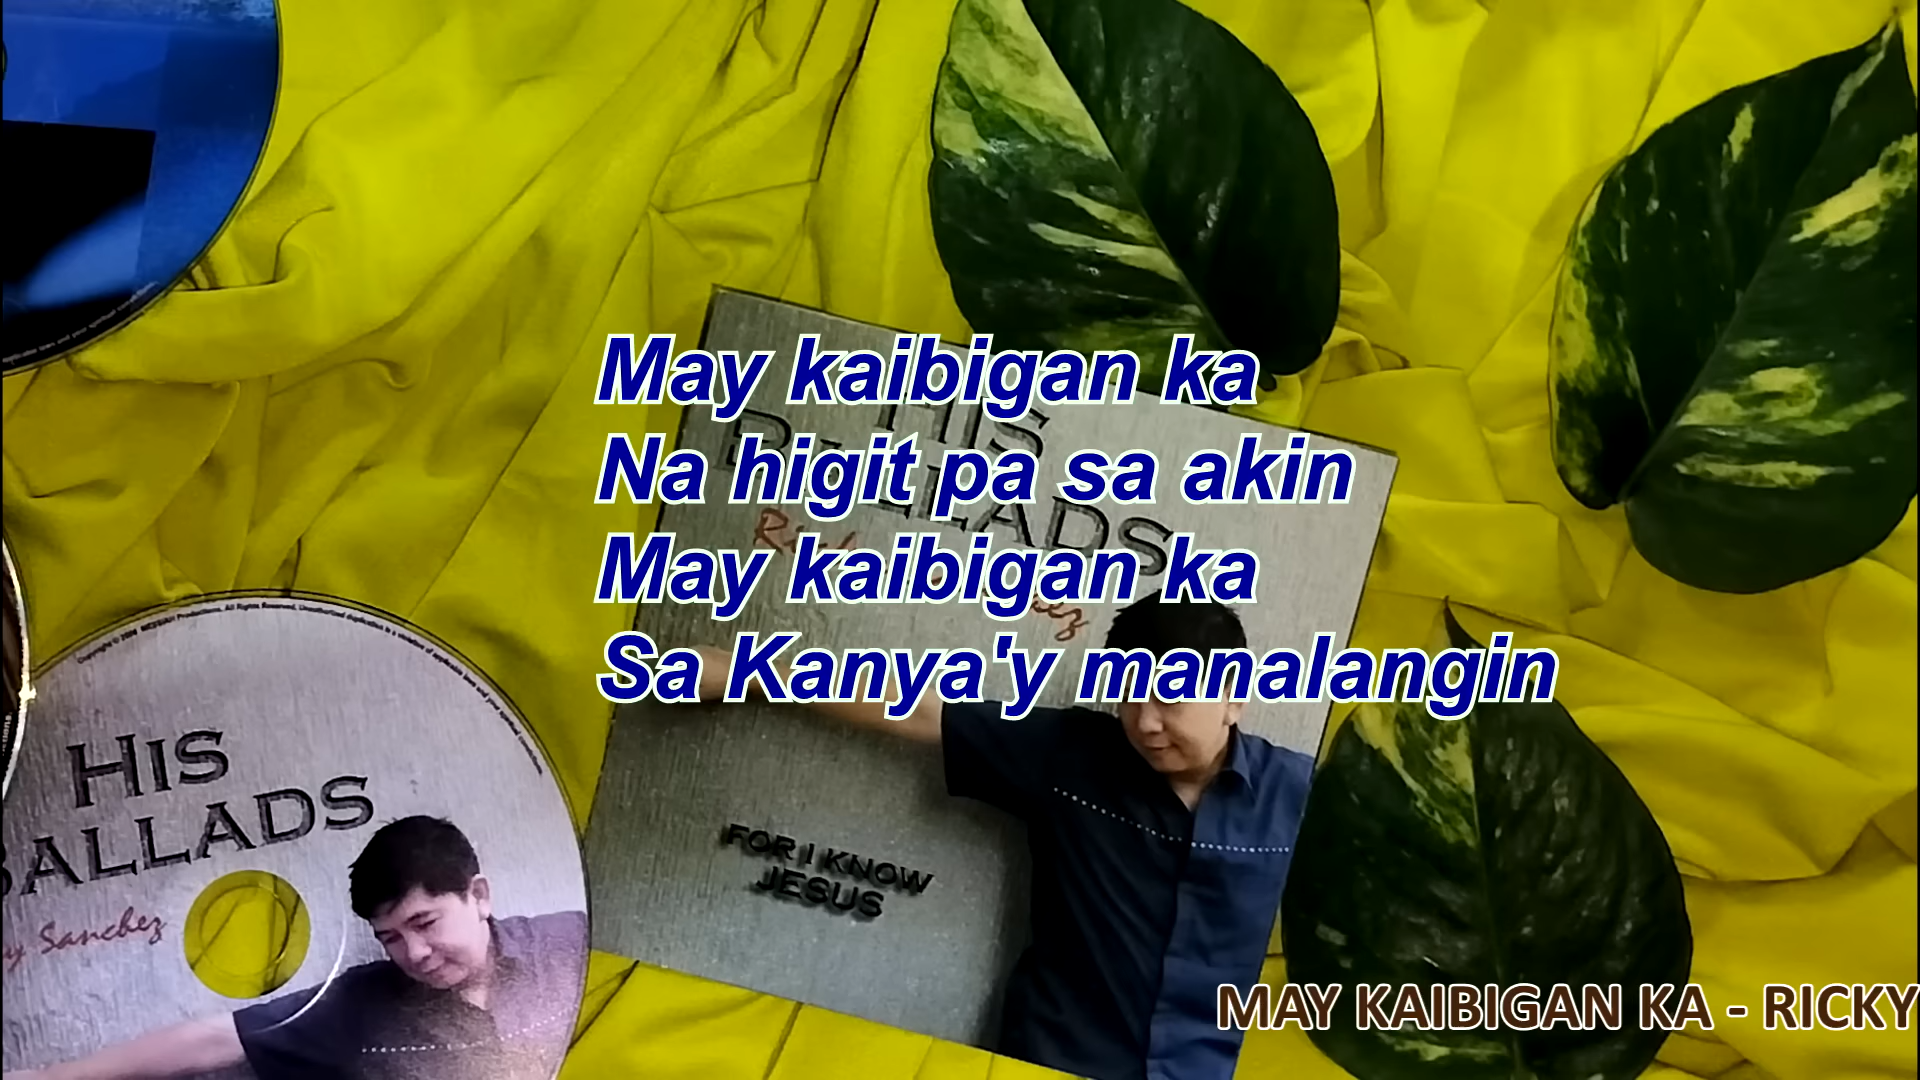 May kaibigan ka
Na higit pa sa akin
May kaibigan ka
Sa Kanya'y manalangin
HIS
BALLADS
FOR I KNOW
JESUS
HIS
BALLADS
y Sanchez
MAY KAIBIGAN KA - RICKY